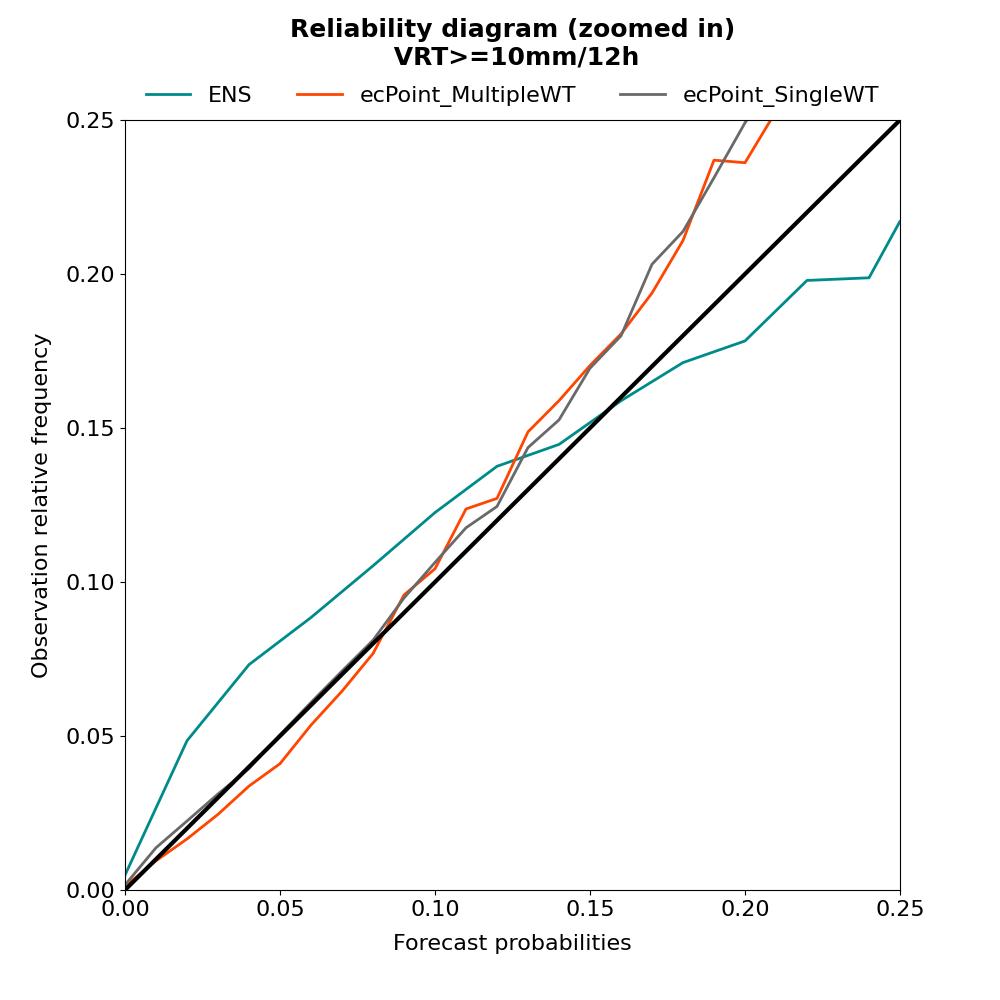 Reliability diagram (zoomed in)
VRT>=10mm/12h
ENS ecPoint_MultipleWT ecPoint_SingleWT
0.25
0.20
0.15
0.10
0.05
0.00
Observation relative frequency
0.00 0.05 0.10 0.15 0.20 0.25
Forecast probabilities